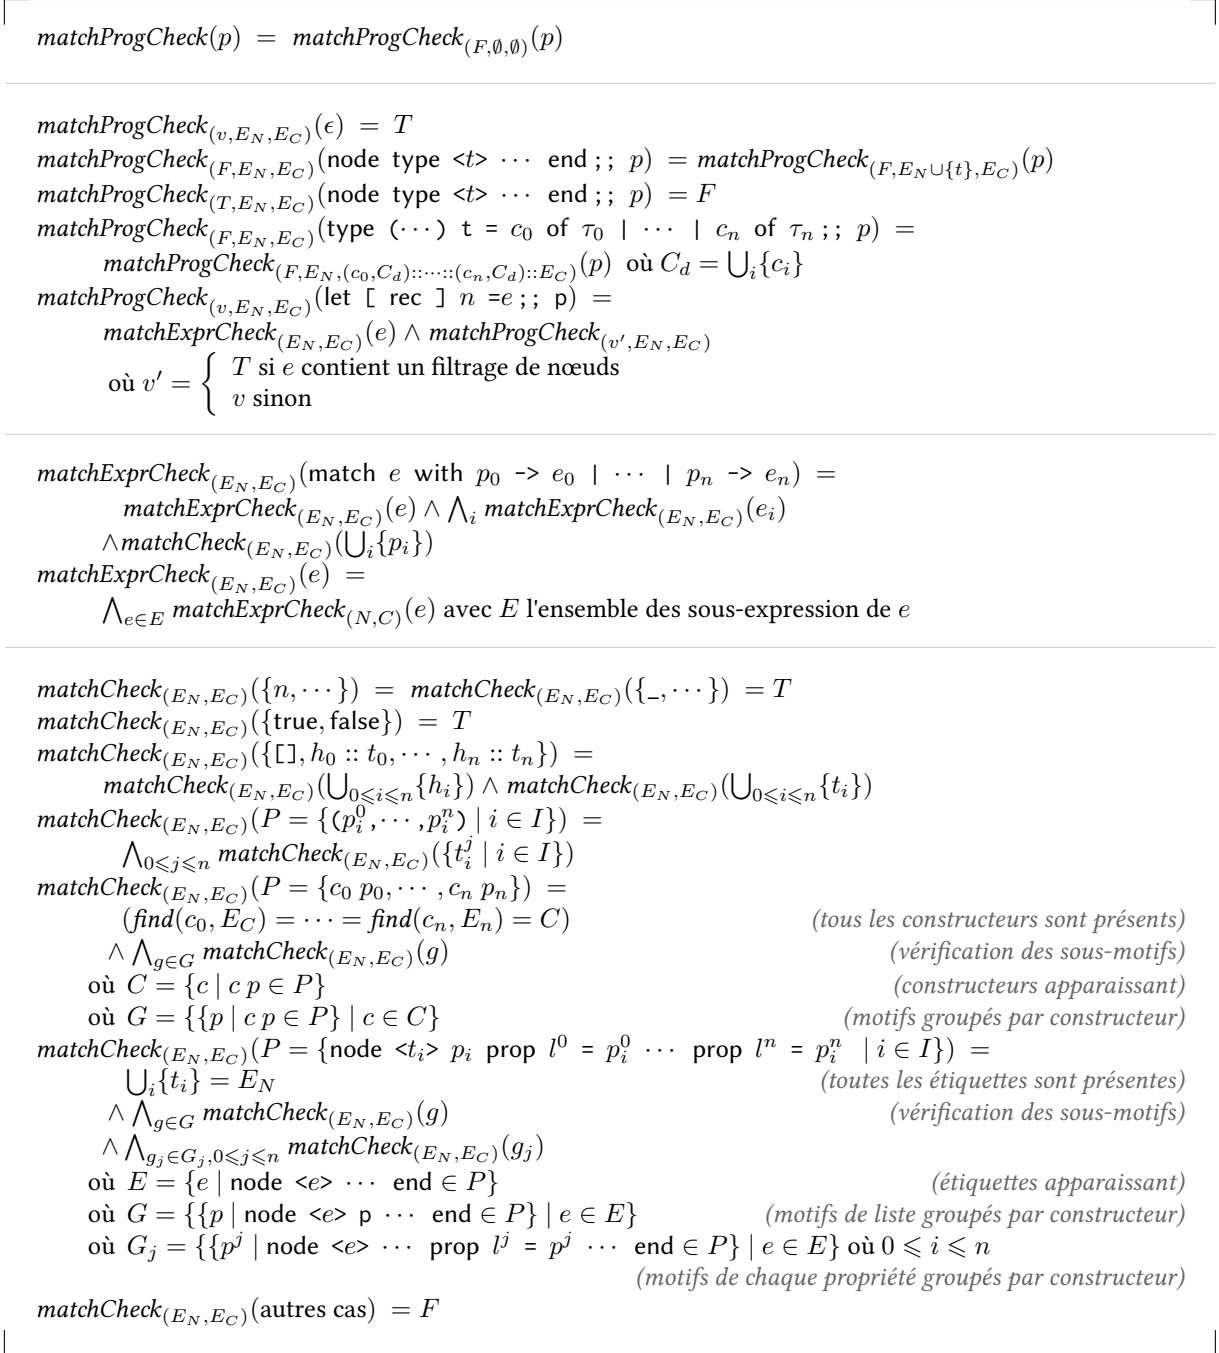 matchProgCheck(p) = matchProgCheck_(F,∅,∅)(p)
matchProgCheck_(v,E_N,E_C)(ϵ) = T
matchProgCheck_(F,E_N,E_C)(node type <t> ⋯ end;; p) = matchProgCheck_(F,E_N∪{t},E_C)(p)
matchProgCheck_(T,E_N,E_C)(node type <t> ⋯ end;; p) = F
matchProgCheck_(F,E_N,E_C)(type (⋯) t = c_0 of τ_0 | ⋯ | c_n of τ_n;; p) =
matchProgCheck_(F,E_N,(c_0,C_d)::⋯::(c_n,C_d)::E_C)(p) où C_d = ⋃_i{c_i}
matchProgCheck_(v,E_N,E_C)(let [ rec ] n =e;; p) =
matchExprCheck_(E_N,E_C)(e) ∧ matchProgCheck_(v′,E_N,E_C)
où v′ = { T si e contient un filtrage de nœuds
v sinon
matchExprCheck_(E_N,E_C)(match e with p_0 -> e_0 | ⋯ | p_n -> e_n) =
matchExprCheck_(E_N,E_C)(e) ∧ ⋀_i matchExprCheck_(E_N,E_C)(e_i)
∧matchCheck_(E_N,E_C)(⋃_i{p_i})
matchExprCheck_(E_N,E_C)(e) =
⋀_e∈E matchExprCheck_(N,C)(e) avec E l'ensemble des sous-expression de e
matchCheck_(E_N,E_C)({n, ⋯}) = matchCheck_(E_N,E_C)({_, ⋯}) = T
matchCheck_(E_N,E_C)({true, false}) = T
matchCheck_(E_N,E_C)({[], h_0 :: t_0, ⋯ , h_n :: t_n}) =
matchCheck_(E_N,E_C)(⋃_0⩽i⩽n{h_i}) ∧ matchCheck_(E_N,E_C)(⋃_0⩽i⩽n{t_i})
matchCheck_(E_N,E_C)(P = {(p_i^0, ⋯ ,p_i^n) | i ∈ I}) =
⋀_0⩽j⩽n matchCheck_(E_N,E_C)({t_i^j | i ∈ I})
matchCheck_(E_N,E_C)(P = {c_0 p_0, ⋯ , c_n p_n}) =
(find(c_0, E_C) = ⋯ = find(c_n, E_n) = C) (tous les constructeurs sont présents)
∧ ⋀_g∈G matchCheck_(E_N,E_C)(g) (vérification des sous-motifs)
où C = {c | c p ∈ P} (constructeurs apparaissant)
où G = {{p | c p ∈ P} | c ∈ C} (motifs groupés par constructeur)
matchCheck_(E_N,E_C)(P = {node <t_i> p_i prop l^0 = p_i^0 ⋯ prop l^n = p_i^n | i ∈ I}) =
⋃_i{t_i} = E_N (toutes les étiquettes sont présentes)
∧ ⋀_g∈G matchCheck_(E_N,E_C)(g) (vérification des sous-motifs)
∧ ⋀_g_j∈G_j,0⩽j⩽n matchCheck_(E_N,E_C)(g_j)
où E = {e | node <e> ⋯ end ∈ P} (étiquettes apparaissant)
où G = {{p | node <e> p ⋯ end ∈ P} | e ∈ E} (motifs de liste groupés par constructeur)
où G_j = {{p^j | node <e> ⋯ prop l^j = p^j ⋯ end ∈ P} | e ∈ E} où 0 ⩽ i ⩽ n
(motifs de chaque propriété groupés par constructeur)
matchCheck_(E_N,E_C)(autres cas) = F